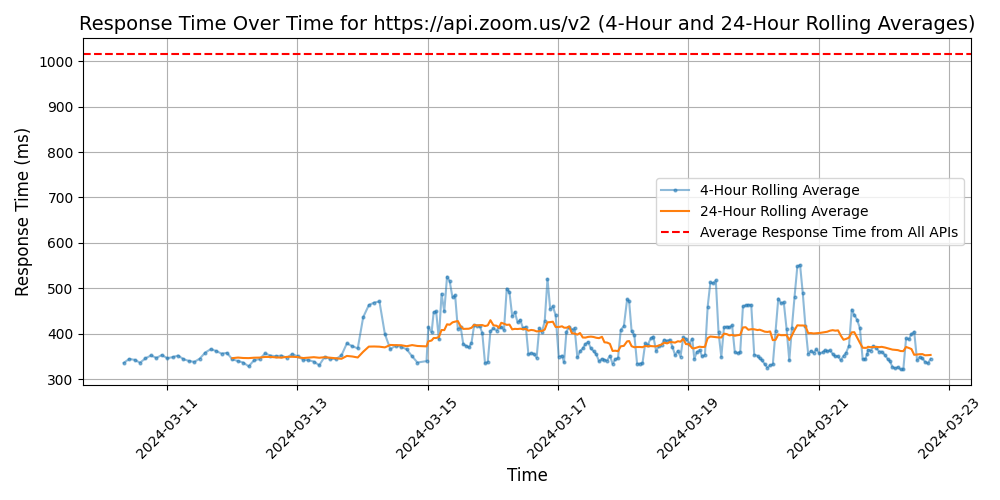 Response Time Over Time for https://api.zoom.us/v2 (4-Hour and 24-Hour Rolling Averages)
Response Time (ms)
1000
900
800
700
600
500
400
300
4-Hour Rolling Average
24-Hour Rolling Average
Average Response Time from All APIs
2024-03-11
2024-03-13
2024-03-15
2024-03-17
2024-03-19
2024-03-21
2024-03-23
Time